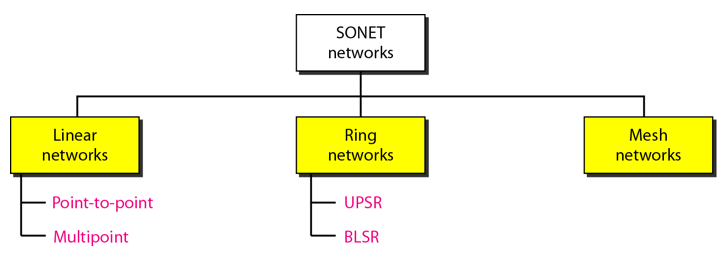 SONET
networks
Linear
networks
Ring
networks
Mesh
networks
Point-to-point
UPSR
Multipoint
BLSR